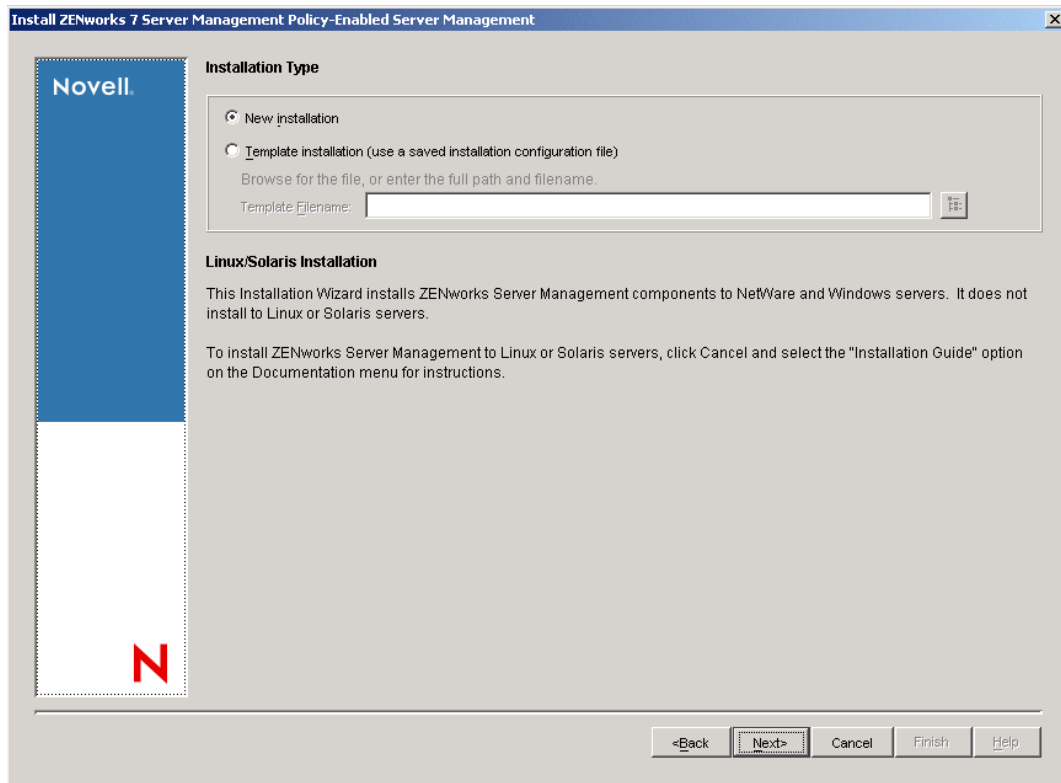 Install ZENworks 7 Server Management Policy-Enabled Server Management
Novell.
Installation Type
New installation
Template installation (use a saved installation configuration file)
Browse for the file, or enter the full path and filename.
Template Filename:
Linux/Solaris Installation
This Installation Wizard installs ZENworks Server Management components to NetWare and Windows servers. It does not
install to Linux or Solaris servers.
To install ZENworks Server Management to Linux or Solaris servers, click Cancel and select the "Installation Guide" option
on the Documentation menu for instructions.
N
<Back Next> Cancel Finish Help